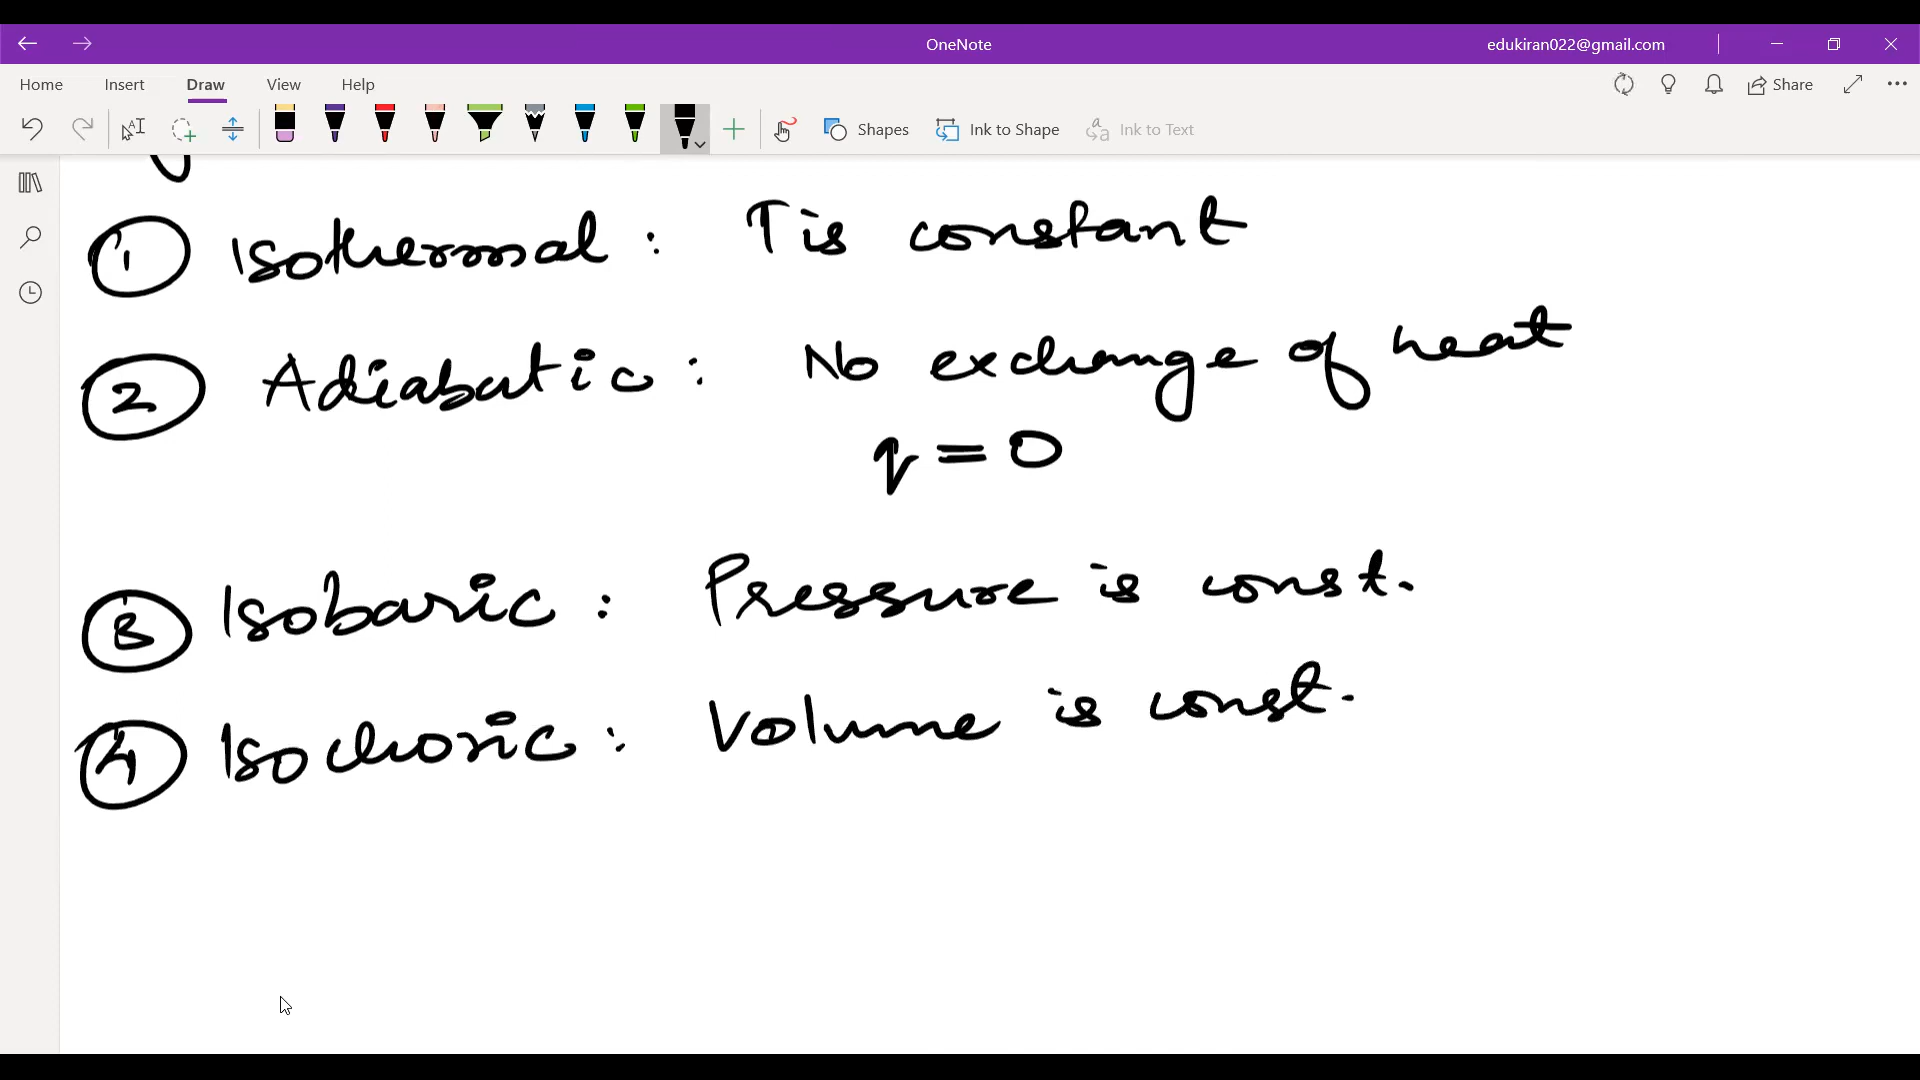 OneNote
edukiran022@gmail.com
Home Insert Draw View Help
Share
Shapes Ink to Shape Ink to Text
1 Isothermal : T is constant
2 Adiabatic : No exchange of heat
q = 0
3 Isobaric : Pressure is const.
4 Isochoric : Volume is const.